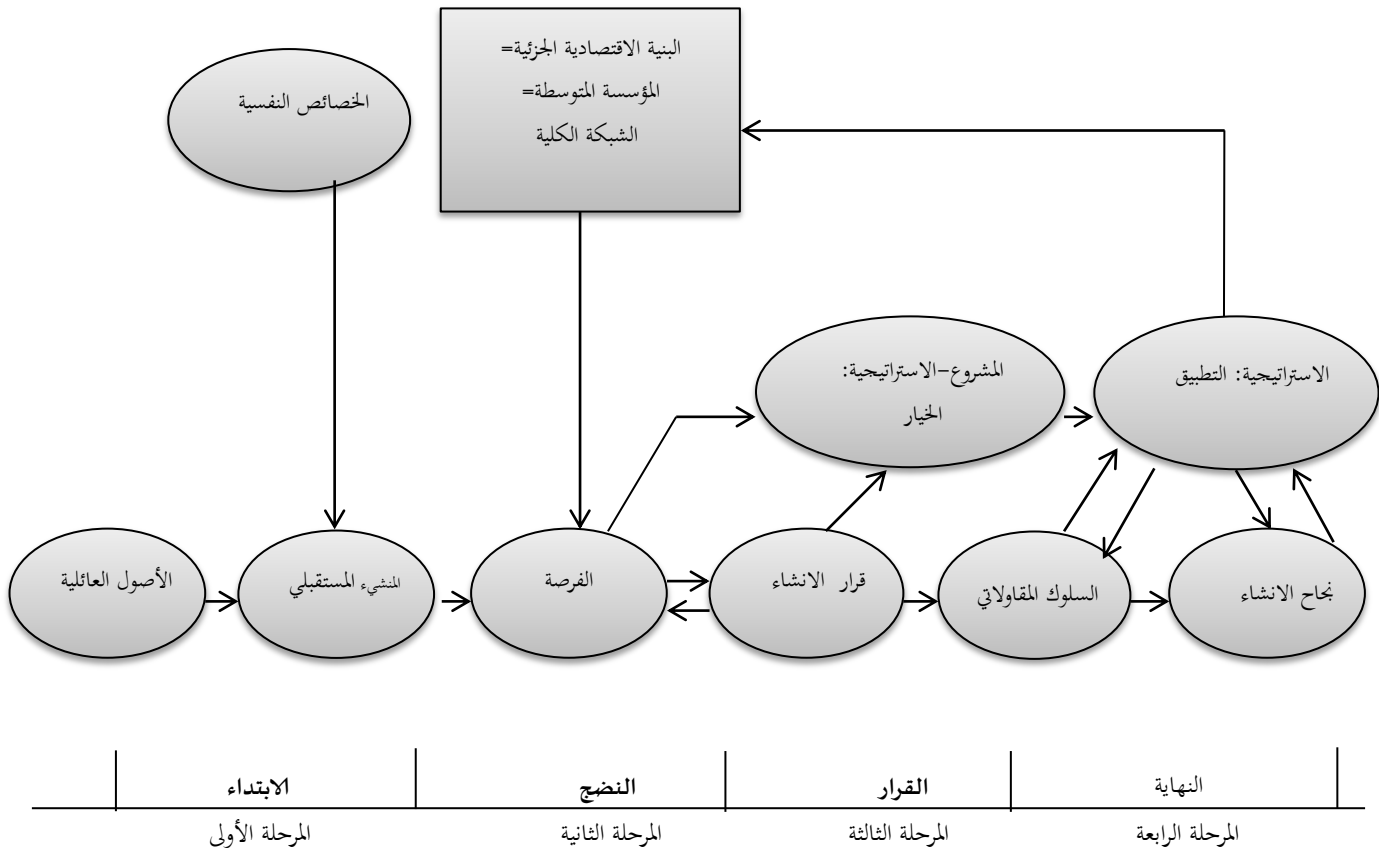 البنية الاقتصادية الجزئية=
المؤسسة المتوسطة=
الشبكة الكلية
الخصائص النفسية
المشروع-الاستراتيجية:
الخيار
الاستراتيجية: التطبيق
الأصول العائلية
المنشيء المستقبلي
الفرصة
قرار الانشاء
السلوك المقاولاتي
نجاح الانشاء
الابتداء
النضج
القرار
النهاية
المرحلة الأولى
المرحلة الثانية
المرحلة الثالثة
المرحلة الرابعة